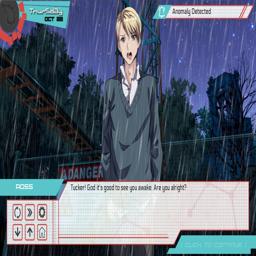 Thursday
OCT 28
Anomaly Detected
DANGER
ROSS
Tucker! God it's good to see you awake. Are you alright?
CLICK TO CONTINUE